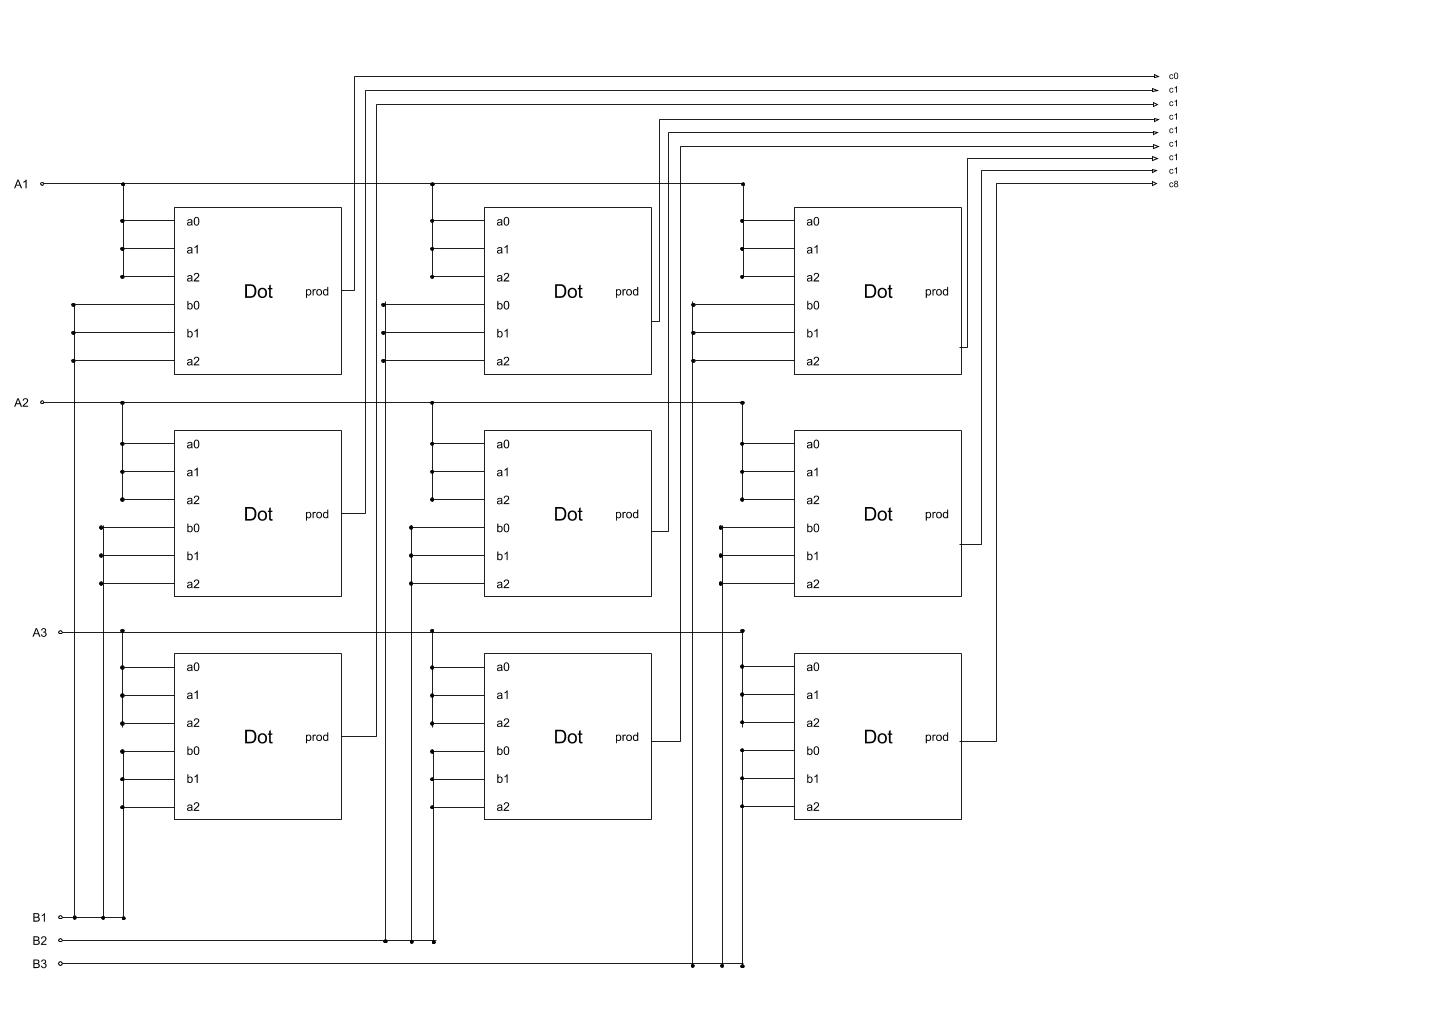 c0
c1
c1
c1
c1
c1
c1
c1
c8
A1
a0 a0 a0
a1 a1 a1
a2 a2 a2
Dot prod Dot prod Dot prod
b0 b0 b0
b1 b1 b1
a2 a2 a2
A2
a0 a0 a0
a1 a1 a1
a2 a2 a2
Dot prod Dot prod Dot prod
b0 b0 b0
b1 b1 b1
a2 a2 a2
A3
a0 a0 a0
a1 a1 a1
a2 a2 a2
Dot prod Dot prod Dot prod
b0 b0 b0
b1 b1 b1
a2 a2 a2
B1
B2
B3